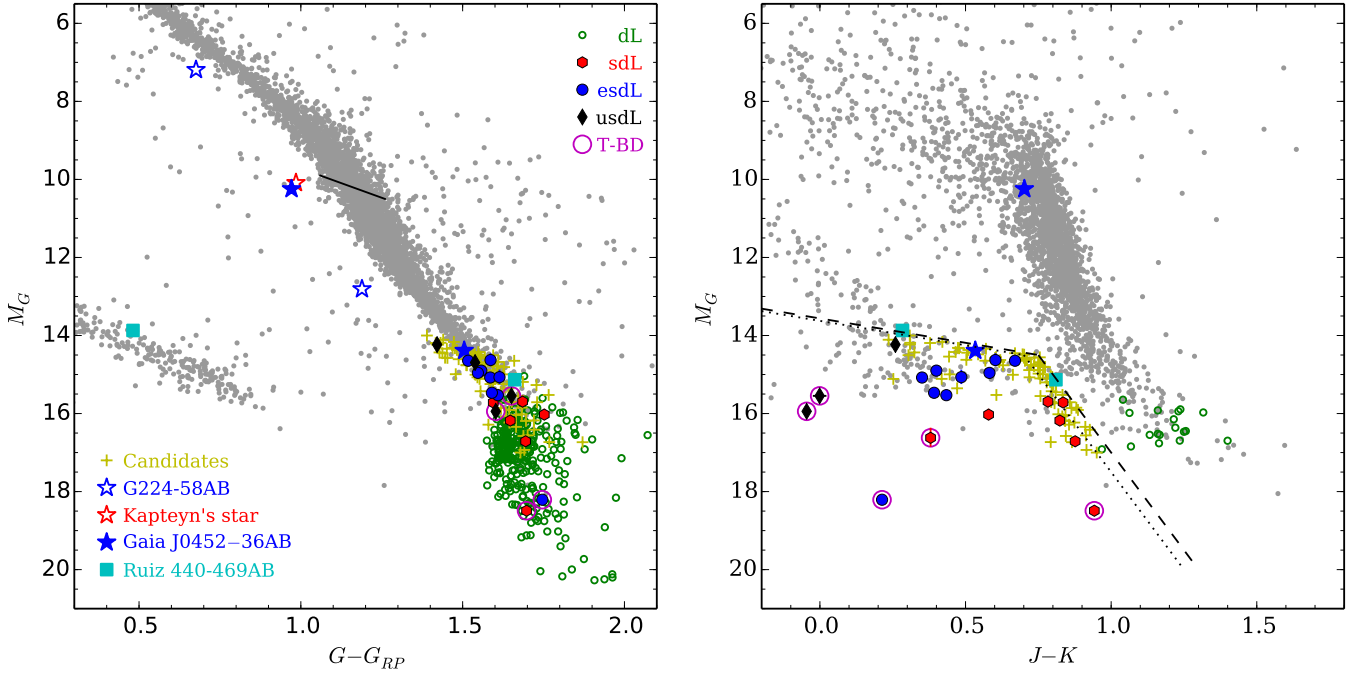 6
8
10
12
14
16
18
20
M_G
0.5
1.0
1.5
2.0
G−G_RP
dL
sdL
esdL
usdL
T-BD
Candidates
G224-58AB
Kapteyn's star
Gaia J0452−36AB
Ruiz 440-469AB
6
8
10
12
14
16
18
20
M_G
0.0
0.5
1.0
1.5
J−K